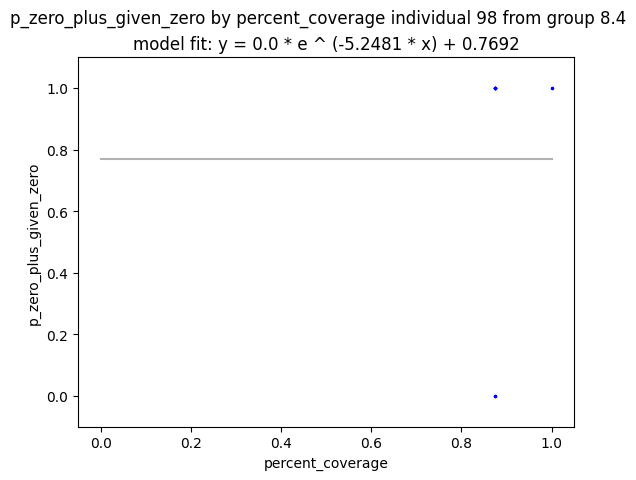 p_zero_plus_given_zero by percent_coverage individual 98 from group 8.4
model fit: y = 0.0 * e ^ (-5.2481 * x) + 0.7692
1.0
0.8
0.6
0.4
0.2
0.0
p_zero_plus_given_zero
0.0 0.2 0.4 0.6 0.8 1.0
percent_coverage